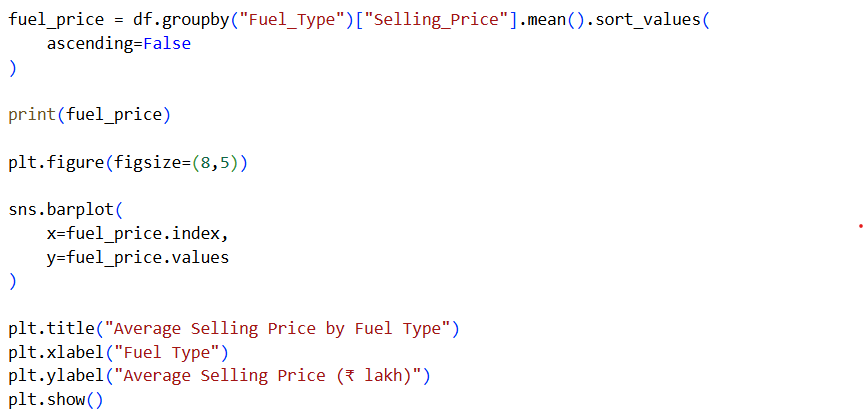 fuel_price = df.groupby("Fuel_Type")["Selling_Price"].mean().sort_values(
    ascending=False
)
print(fuel_price)
plt.figure(figsize=(8,5))
sns.barplot(
    x=fuel_price.index,
    y=fuel_price.values
)
plt.title("Average Selling Price by Fuel Type")
plt.xlabel("Fuel Type")
plt.ylabel("Average Selling Price (₹ lakh)")
plt.show()